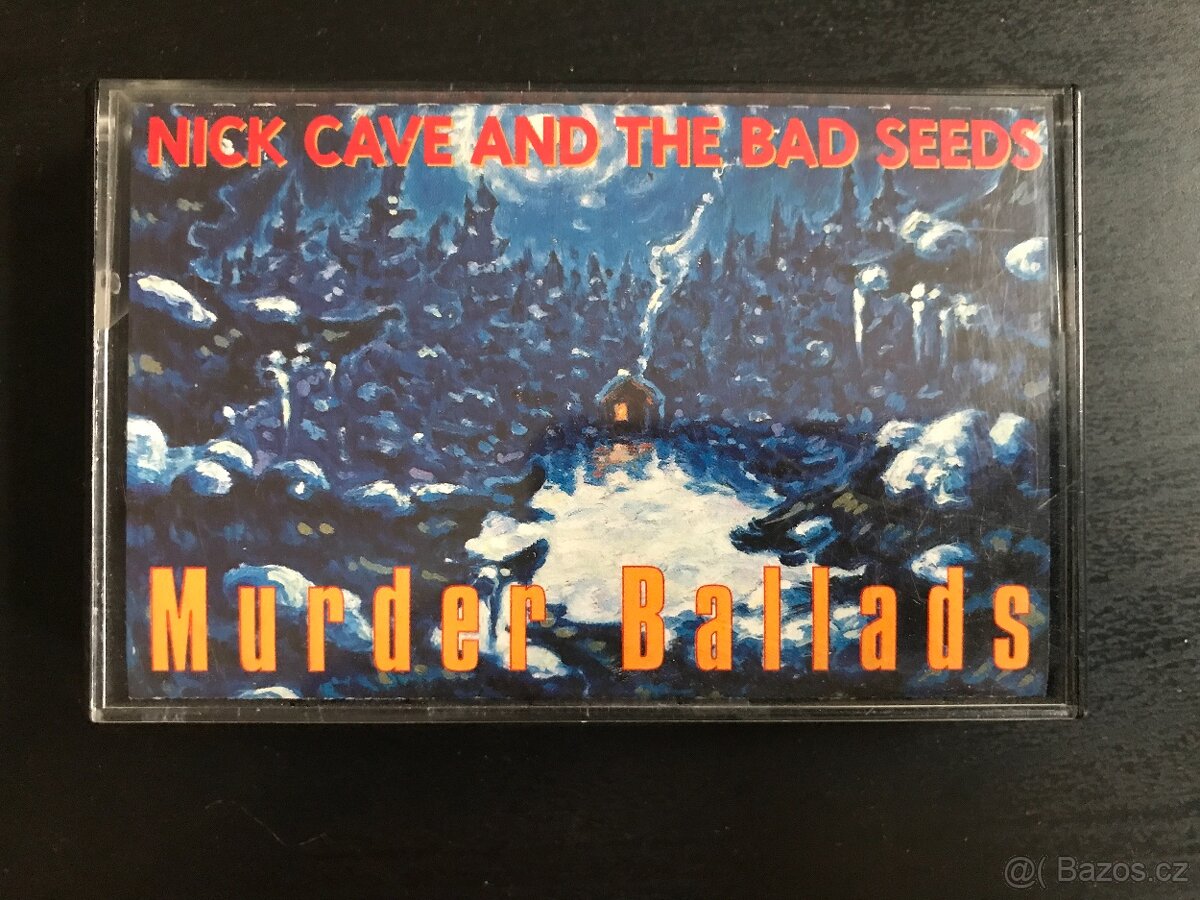 NICK CAVE AND THE BAD SEEDS
Murder Ballads
@( Bazos.cz